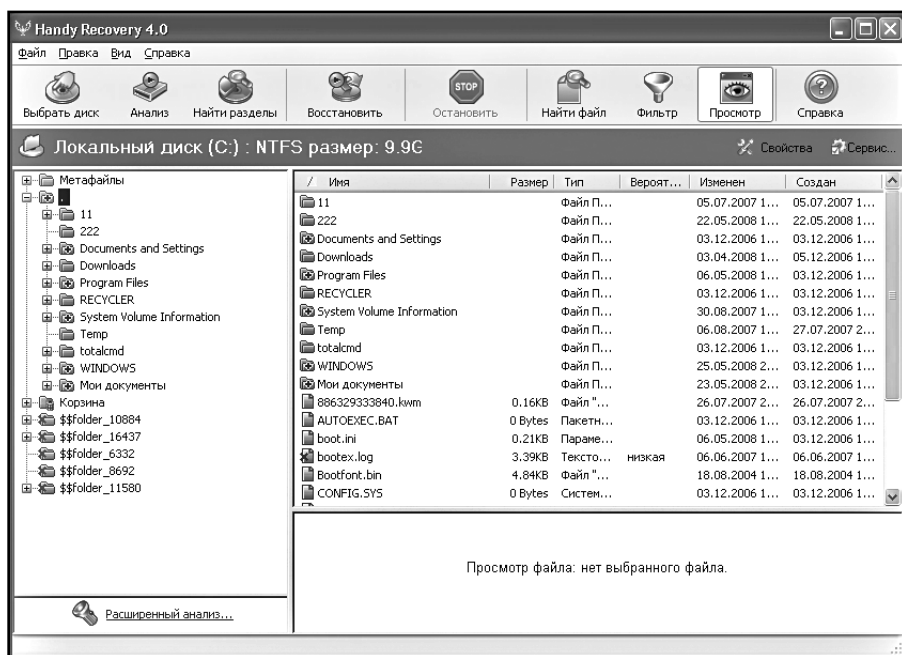 Handy Recovery 4.0
Файл Правка Вид Справка
Выбрать диск Анализ Найти разделы Восстановить Остановить Найти файл Фильтр Просмотр Справка
STOP
Локальный диск (C:) : NTFS размер: 9.9G Свойства Сервис...
Метафайлы
.
11
222
Documents and Settings
Downloads
Program Files
RECYCLER
System Volume Information
Temp
totalcmd
WINDOWS
Мои документы
Корзина
$$folder_10884
$$folder_16437
$$folder_6332
$$folder_8692
$$folder_11580
Расширенный анализ...
/ Имя Размер Тип Вероят... Изменен Создан
11 Файл П... 05.07.2007 1... 05.07.2007 1...
222 Файл П... 22.05.2008 1... 22.05.2008 1...
Documents and Settings Файл П... 03.12.2006 1... 03.12.2006 1...
Downloads Файл П... 03.04.2008 1... 05.12.2006 1...
Program Files Файл П... 06.05.2008 1... 03.12.2006 1...
RECYCLER Файл П... 03.12.2006 1... 03.12.2006 1...
System Volume Information Файл П... 30.08.2007 1... 03.12.2006 1...
Temp Файл П... 06.08.2007 1... 27.07.2007 2...
totalcmd Файл П... 03.12.2006 1... 03.12.2006 1...
WINDOWS Файл П... 25.05.2008 2... 03.12.2006 1...
Мои документы Файл П... 23.05.2008 2... 03.12.2006 1...
886329333840.kwm 0.16KB Файл "... 26.07.2007 2... 26.07.2007 2...
AUTOEXEC.BAT 0 Bytes Пакетн... 03.12.2006 1... 03.12.2006 1...
boot.ini 0.21KB Параме... 06.05.2008 1... 03.12.2006 1...
bootex.log 3.39KB Тексто... низкая 06.06.2007 1... 06.06.2007 1...
Bootfont.bin 4.84KB Файл "... 18.08.2004 1... 18.08.2004 1...
CONFIG.SYS 0 Bytes Систем... 03.12.2006 1... 03.12.2006 1...
Просмотр файла: нет выбранного файла.